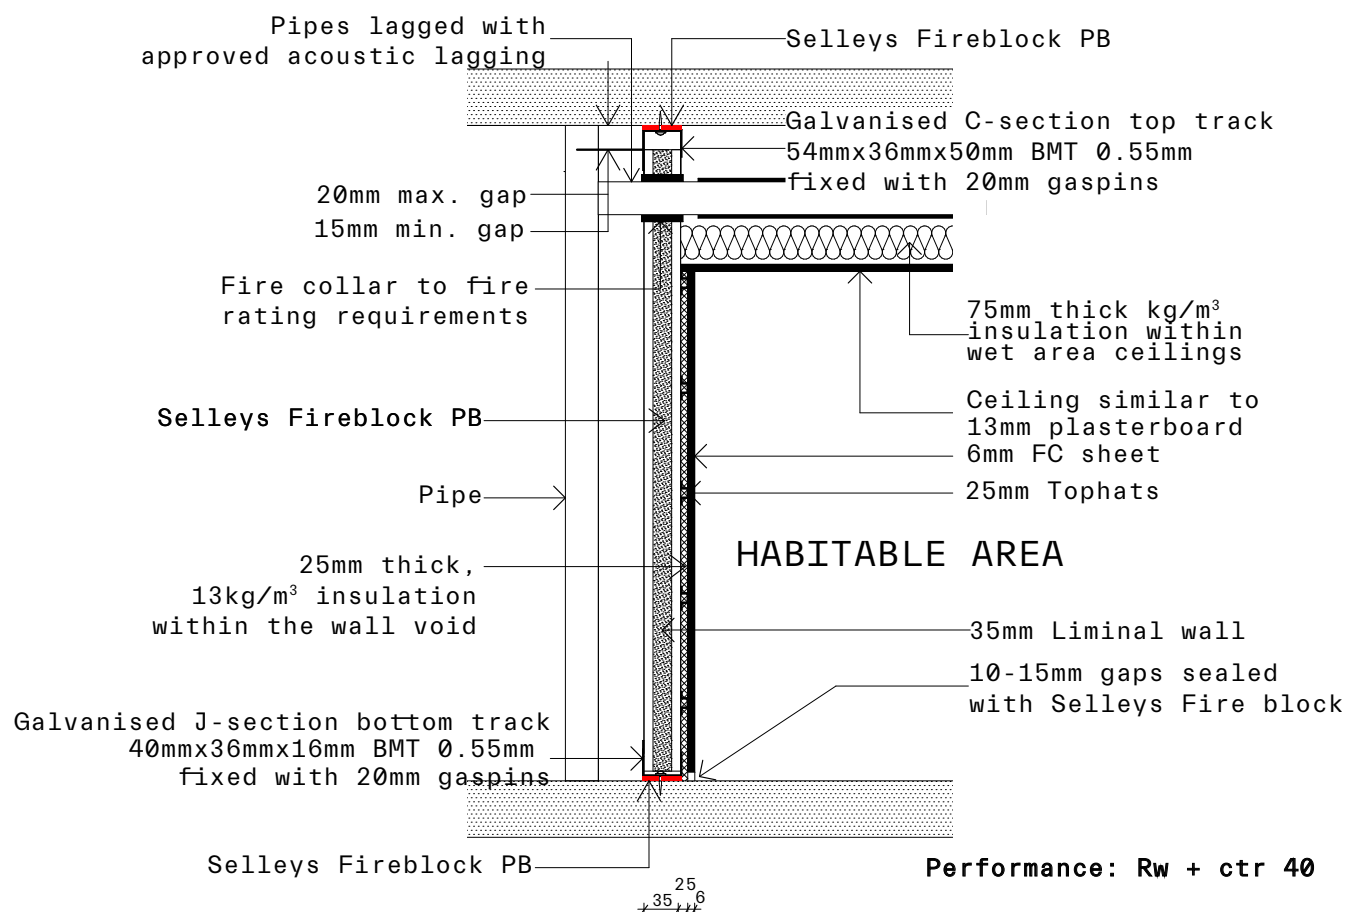 Pipes lagged with
approved acoustic lagging
Selleys Fireblock PB
Galvanised C-section top track
54mmx36mmx50mm BMT 0.55mm
fixed with 20mm gaspins
20mm max. gap
15mm min. gap
Fire collar to fire
rating requirements
75mm thick kg/m³
insulation within
wet area ceilings
Selleys Fireblock PB
Ceiling similar to
13mm plasterboard
6mm FC sheet
25mm Tophats
Pipe
HABITABLE AREA
25mm thick,
13kg/m³ insulation
within the wall void
35mm Liminal wall
10-15mm gaps sealed
with Selleys Fire block
Galvanised J-section bottom track
40mmx36mmx16mm BMT 0.55mm
fixed with 20mm gaspins
Selleys Fireblock PB
Performance: Rw + ctr 40
25
35 6